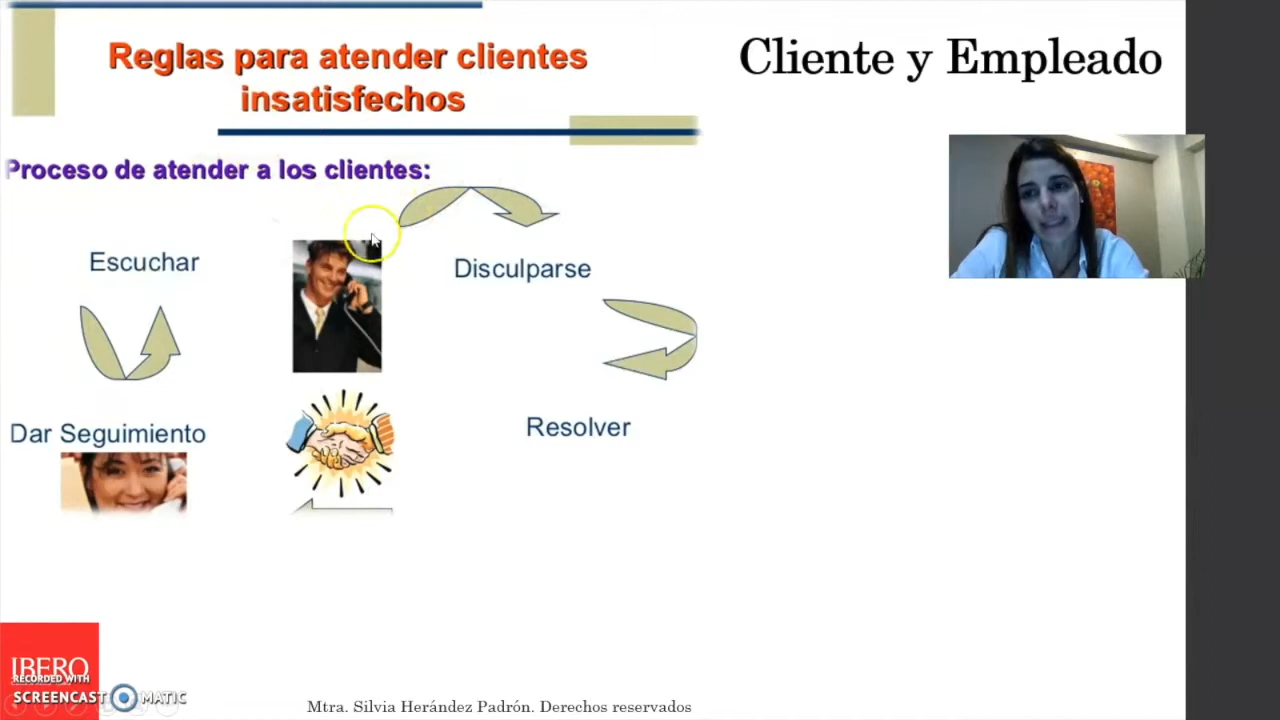 Reglas para atender clientes
insatisfechos
Cliente y Empleado
Proceso de atender a los clientes:
Escuchar
Disculparse
Dar Seguimiento
Resolver
IBERO
RECORDED WITH
SCREENCAST MATIC
Mtra. Silvia Herández Padrón. Derechos reservados